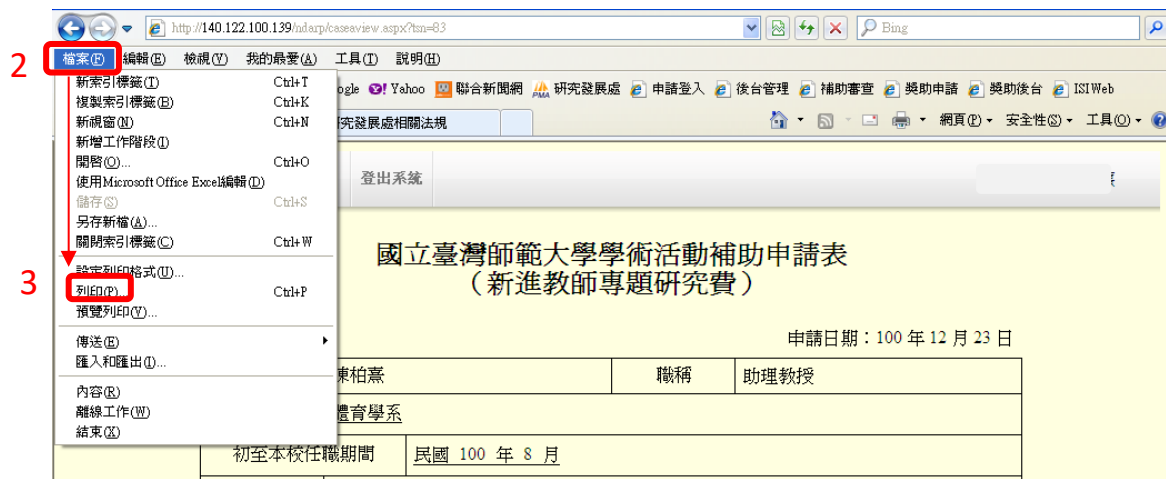 http://140.122.100.139/ndarp/caseaview.aspx?tsn=83
Bing
2
檔案(F) 編輯(E) 檢視(V) 我的最愛(A) 工具(T) 說明(H)
新索引標籤(T) Ctrl+T
ogle Yahoo 聯合新聞網 研究發展處 申請登入 後台管理 補助審查 獎助申請 獎助後台 ISIWeb
複製索引標籤(B) Ctrl+K
新視窗(N) Ctrl+N
究發展處相關法規
網頁(P) 安全性(S) 工具(O)
新增工作階段(I)
開啓(O)... Ctrl+O
使用Microsoft Office Excel編輯(D)
登出系統
儲存(S) Ctrl+S
另存新檔(A)...
關閉索引標籤(C) Ctrl+W
國立臺灣師範大學學術活動補助申請表
設定列印格式(U)...
3
列印(P)... Ctrl+P
(新進教師專題研究費)
預覽列印(V)...
傳送(E)
申請日期:100 年 12 月 23 日
匯入和匯出(I)...
柏熹 職稱 助理教授
內容(R)
離線工作(W)
體育學系
結束(X)
初至本校任職期間 民國 100 年 8 月